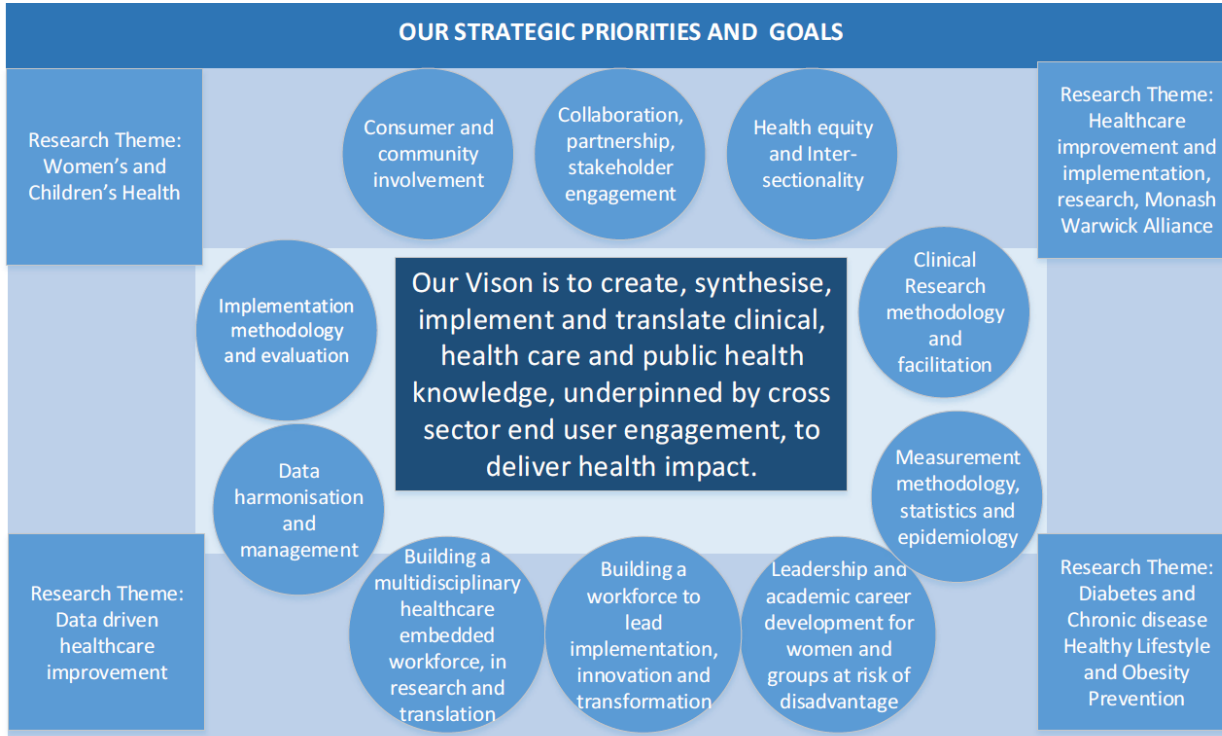 OUR STRATEGIC PRIORITIES AND  GOALS
Research Theme:
Women's and
Children's Health
Consumer and
community
involvement
Collaboration,
partnership,
stakeholder
engagement
Health equity
and Inter-
sectionality
Research Theme:
Healthcare
improvement and
implementation,
research, Monash
Warwick Alliance
Implementation
methodology
and evaluation
Our Vison is to create, synthesise,
implement and translate clinical,
health care and public health
knowledge, underpinned by cross
sector end user engagement, to
deliver health impact.
Clinical
Research
methodology
and
facilitation
Data
harmonisation
and
management
Measurement
methodology,
statistics and
epidemiology
Research Theme:
Data driven
healthcare
improvement
Building a
multidisciplinary
healthcare
embedded
workforce, in
research and
translation
Building a
workforce to
lead
implementation,
innovation and
transformation
Leadership and
academic career
development for
women and
groups at risk of
disadvantage
Research Theme:
Diabetes and
Chronic disease
Healthy Lifestyle
and Obesity
Prevention